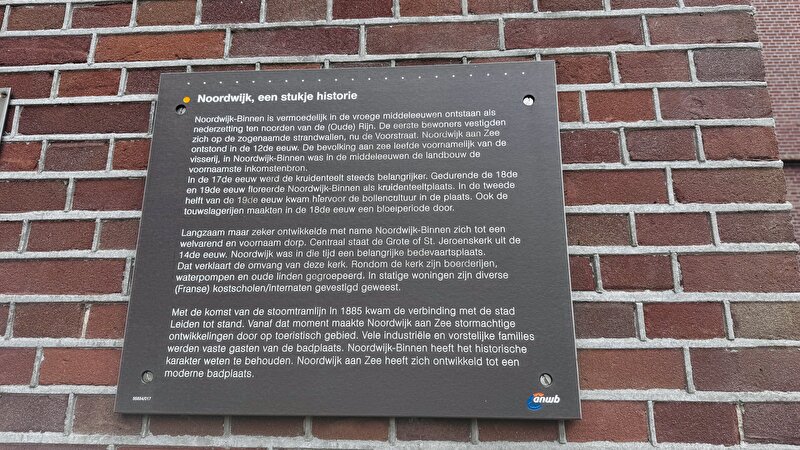 Noordwijk, een stukje historie
Noordwijk-Binnen is vermoedelijk in de vroege middeleeuwen ontstaan als
nederzetting ten noorden van de (Oude) Rijn. De eerste bewoners vestigden
zich op de zogenaamde strandwallen, nu de Voorstraat. Noordwijk aan Zee
ontstond in de 12de eeuw. De bevolking aan zee leefde voornamelijk van de
visserij, in Noordwijk-Binnen was in de middeleeuwen de landbouw de
voornaamste inkomstenbron.
In de 17de eeuw werd de kruidenteelt steeds belangrijker. Gedurende de 18de
en 19de eeuw floreerde Noordwijk-Binnen als kruidenteeltplaats. In de tweede
helft van de 19de eeuw kwam hiervoor de bollencultuur in de plaats. Ook de
touwslagerijen maakten in de 18de eeuw een bloeiperiode door.
Langzaam maar zeker ontwikkelde met name Noordwijk-Binnen zich tot een
welvarend en voornaam dorp. Centraal staat de Grote of St. Jeroenskerk uit de
14de eeuw. Noordwijk was in die tijd een belangrijke bedevaartsplaats.
Dat verklaart de omvang van deze kerk. Rondom de kerk zijn boerderijen,
waterpompen en oude linden gegroepeerd. In statige woningen zijn diverse
(Franse) kostscholen/internaten gevestigd geweest.
Met de komst van de stoomtramlijn in 1885 kwam de verbinding met de stad
Leiden tot stand. Vanaf dat moment maakte Noordwijk aan Zee stormachtige
ontwikkelingen door op toeristisch gebied. Vele industriële en vorstelijke families
werden vaste gasten van de badplaats. Noordwijk-Binnen heeft het historische
karakter weten te behouden. Noordwijk aan Zee heeft zich ontwikkeld tot een
moderne badplaats.
anwb